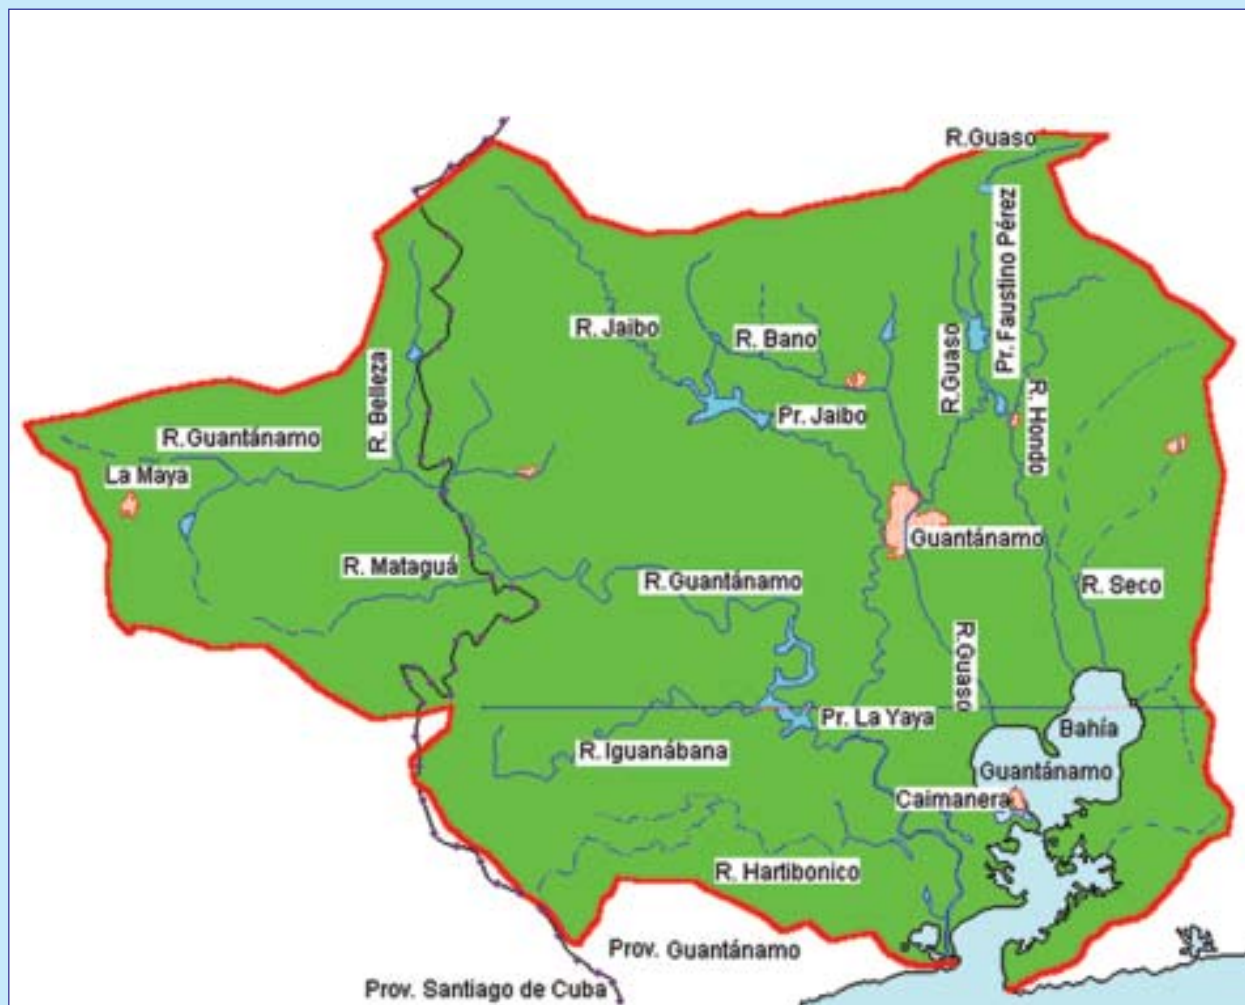 R.Guaso
Pr. Faustino Pérez
R. Jaibo
R. Bano
R.Guaso
R. Belleza
R. Hondo
Pr. Jaibo
R.Guantánamo
La Maya
Guantánamo
R. Mataguá
R.Guantánamo
R. Seco
R.Guaso
Pr. La Yaya
Bahía
Guantánamo
R. Iguanábana
Caimanera
R. Hartibonico
Prov. Guantánamo
Prov. Santiago de Cuba